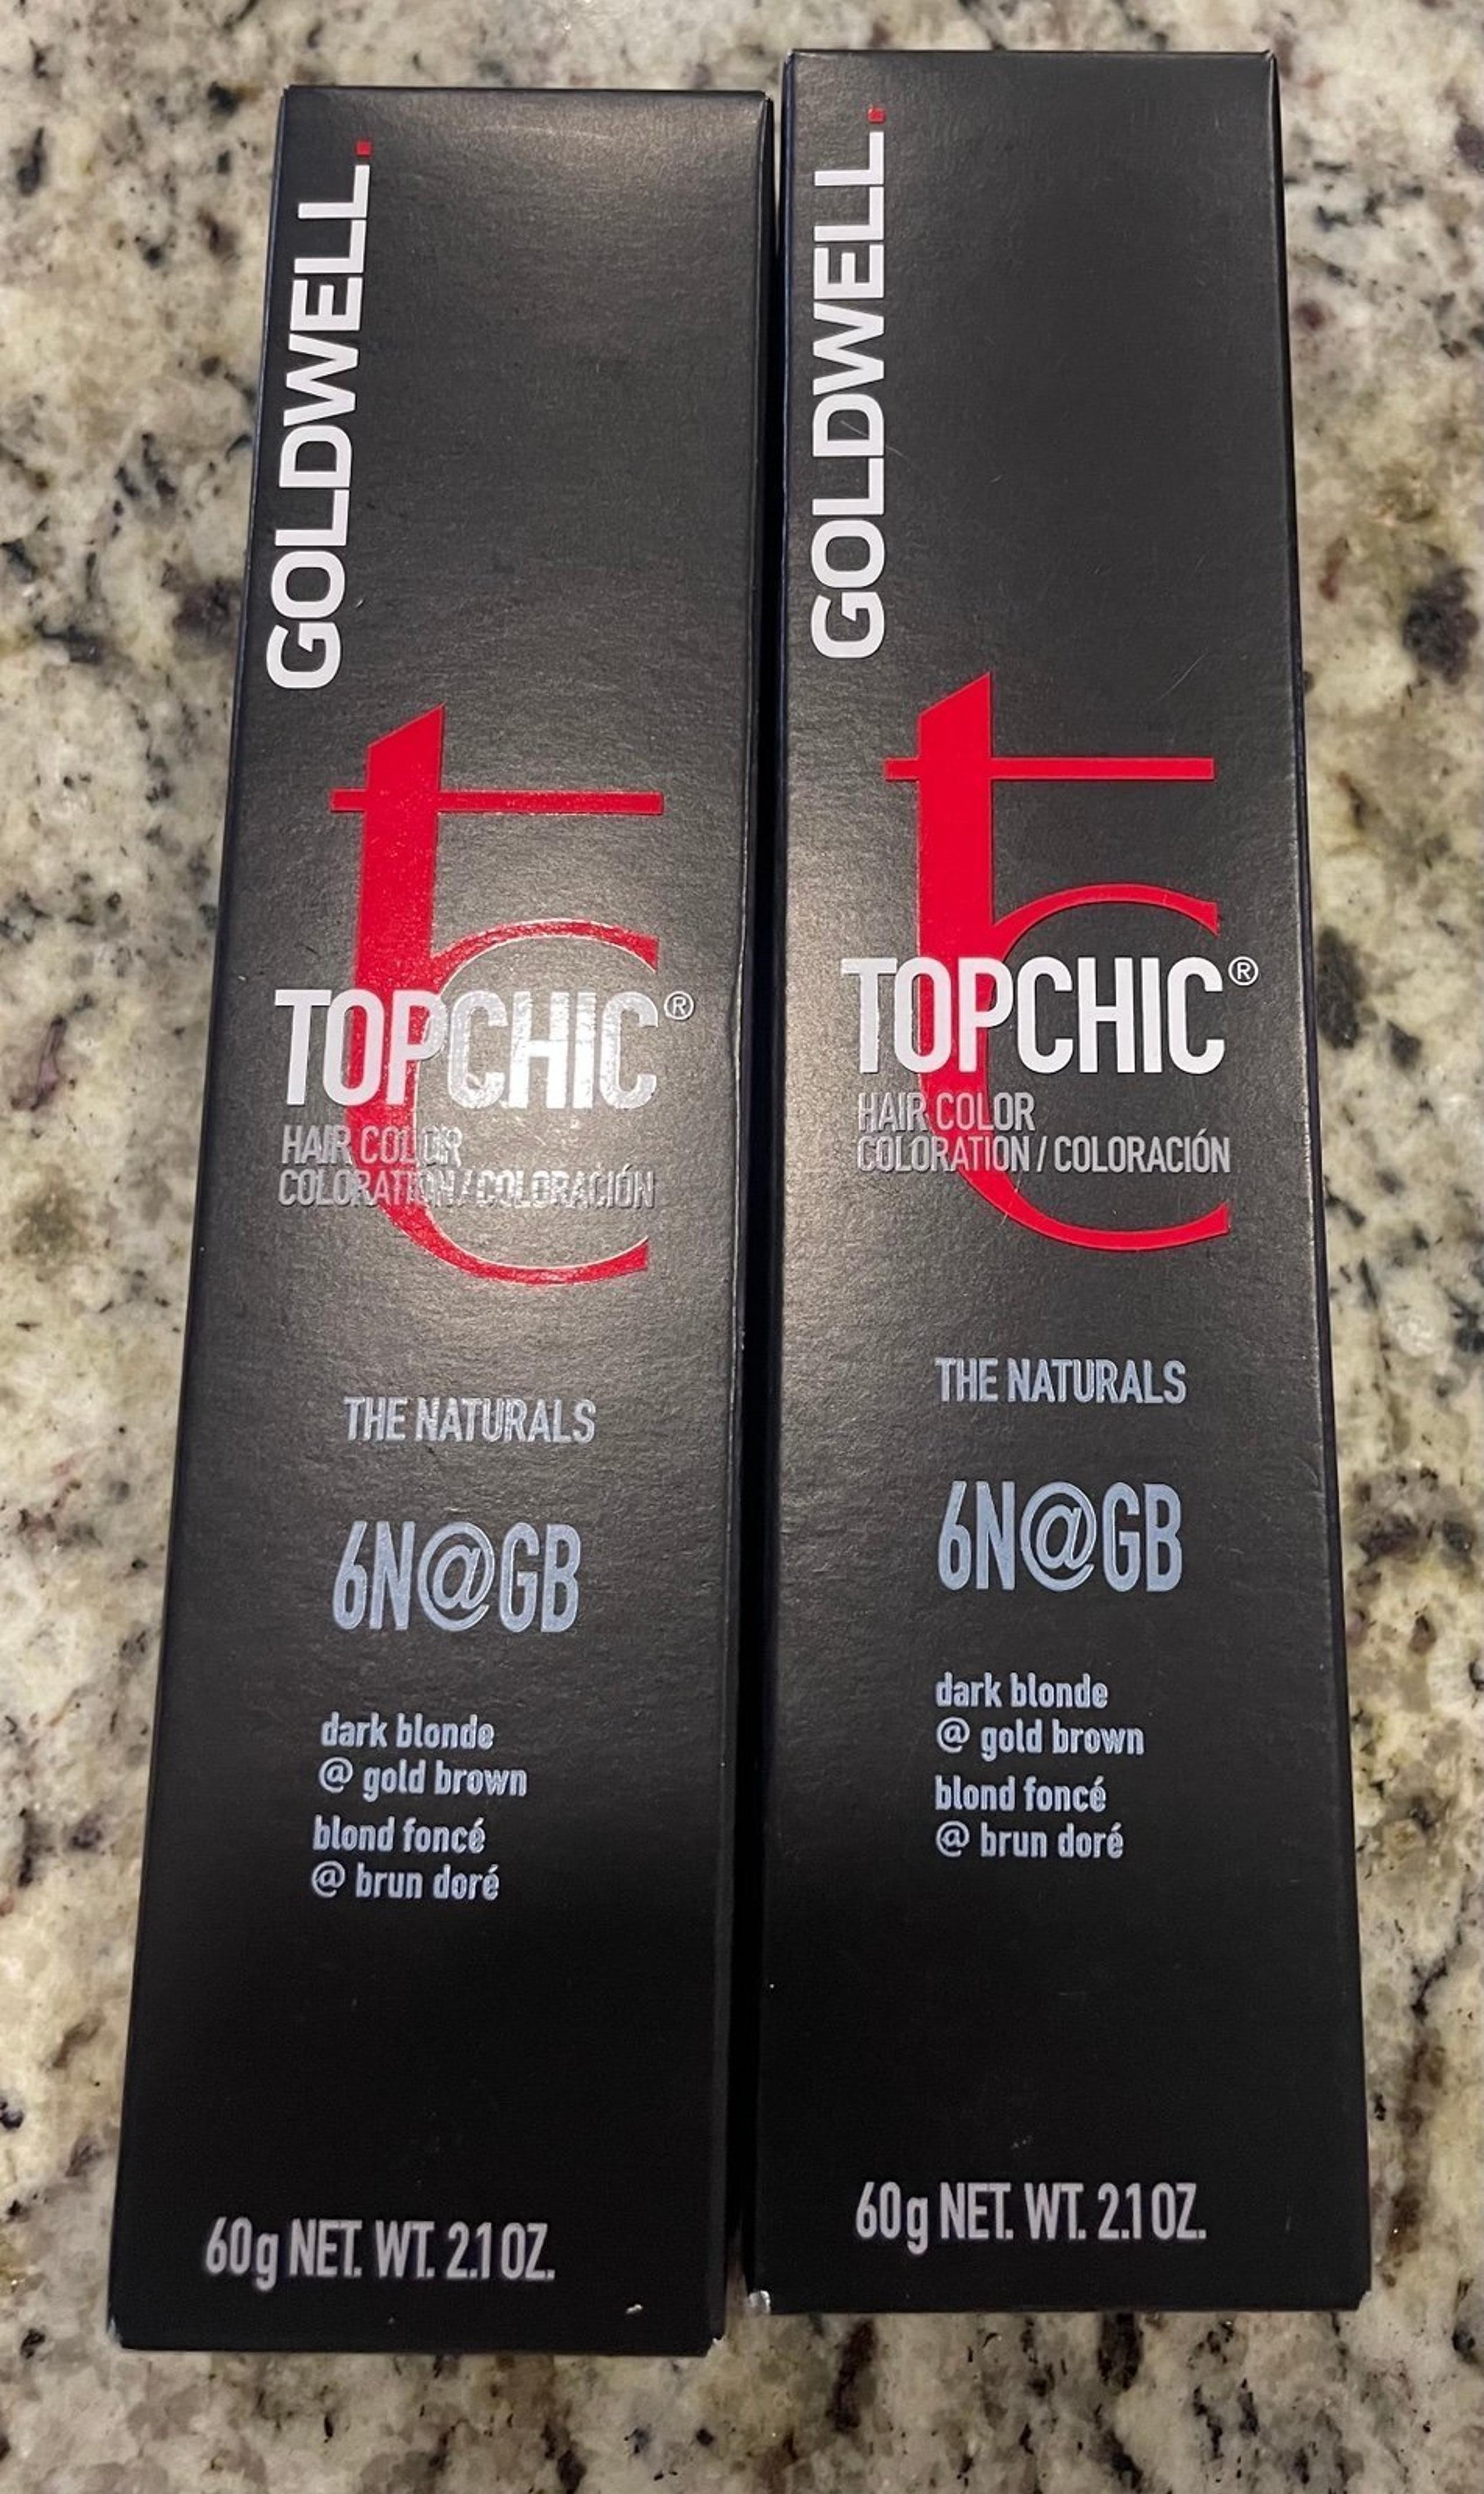 GOLDWELL.
TOPCHIC®
HAIR COLOR
COLORATION / COLORACIÓN
THE NATURALS
6N@GB
dark blonde
@ gold brown
blond foncé
@ brun doré
60g NET. WT. 2.1 OZ.
GOLDWELL.
TOPCHIC®
HAIR COLOR
COLORATION / COLORACIÓN
THE NATURALS
6N@GB
dark blonde
@ gold brown
blond foncé
@ brun doré
60g NET. WT. 2.1 OZ.